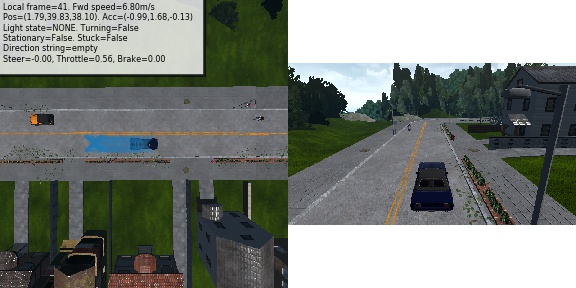 Local frame=41. Fwd speed=6.80m/s
Pos=(1.79,39.83,38.10). Acc=(-0.99,1.68,-0.13)
Light state=NONE. Turning=False
Stationary=False. Stuck=False
Direction string=empty
Steer=-0.00, Throttle=0.56, Brake=0.00